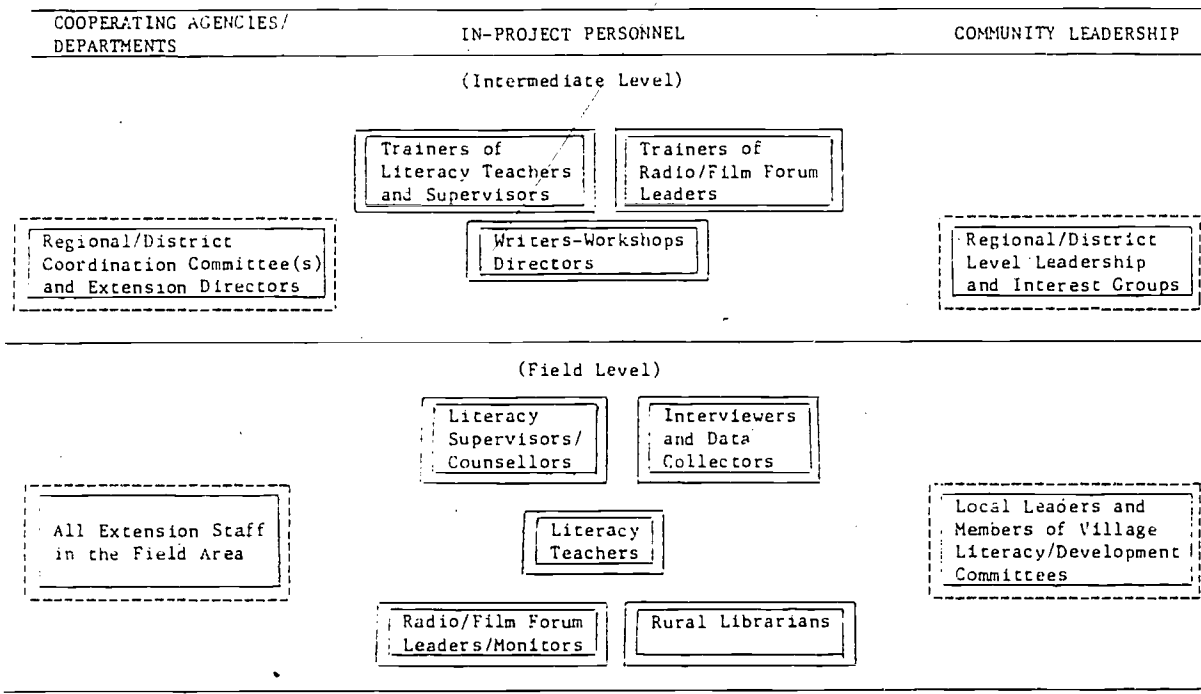 COOPERATING AGENCIES/
DEPARTMENTS
IN-PROJECT PERSONNEL
COMMUNITY LEADERSHIP
(Intermediate Level)
Trainers of
Literacy Teachers
and Supervisors
Trainers of
Radio/Film Forum
Leaders
Regional/District
Coordination Committee(s)
and Extension Directors
Writers-Workshops
Directors
Regional/District
Level Leadership
and Interest Groups
(Field Level)
Literacy
Supervisors/
Counsellors
Interviewers
and Data
Collectors
All Extension Staff
in the Field Area
Literacy
Teachers
Local Leaders and
Members of Village
Literacy/Development
Committees
Radio/Film Forum
Leaders/Monitors
Rural Librarians